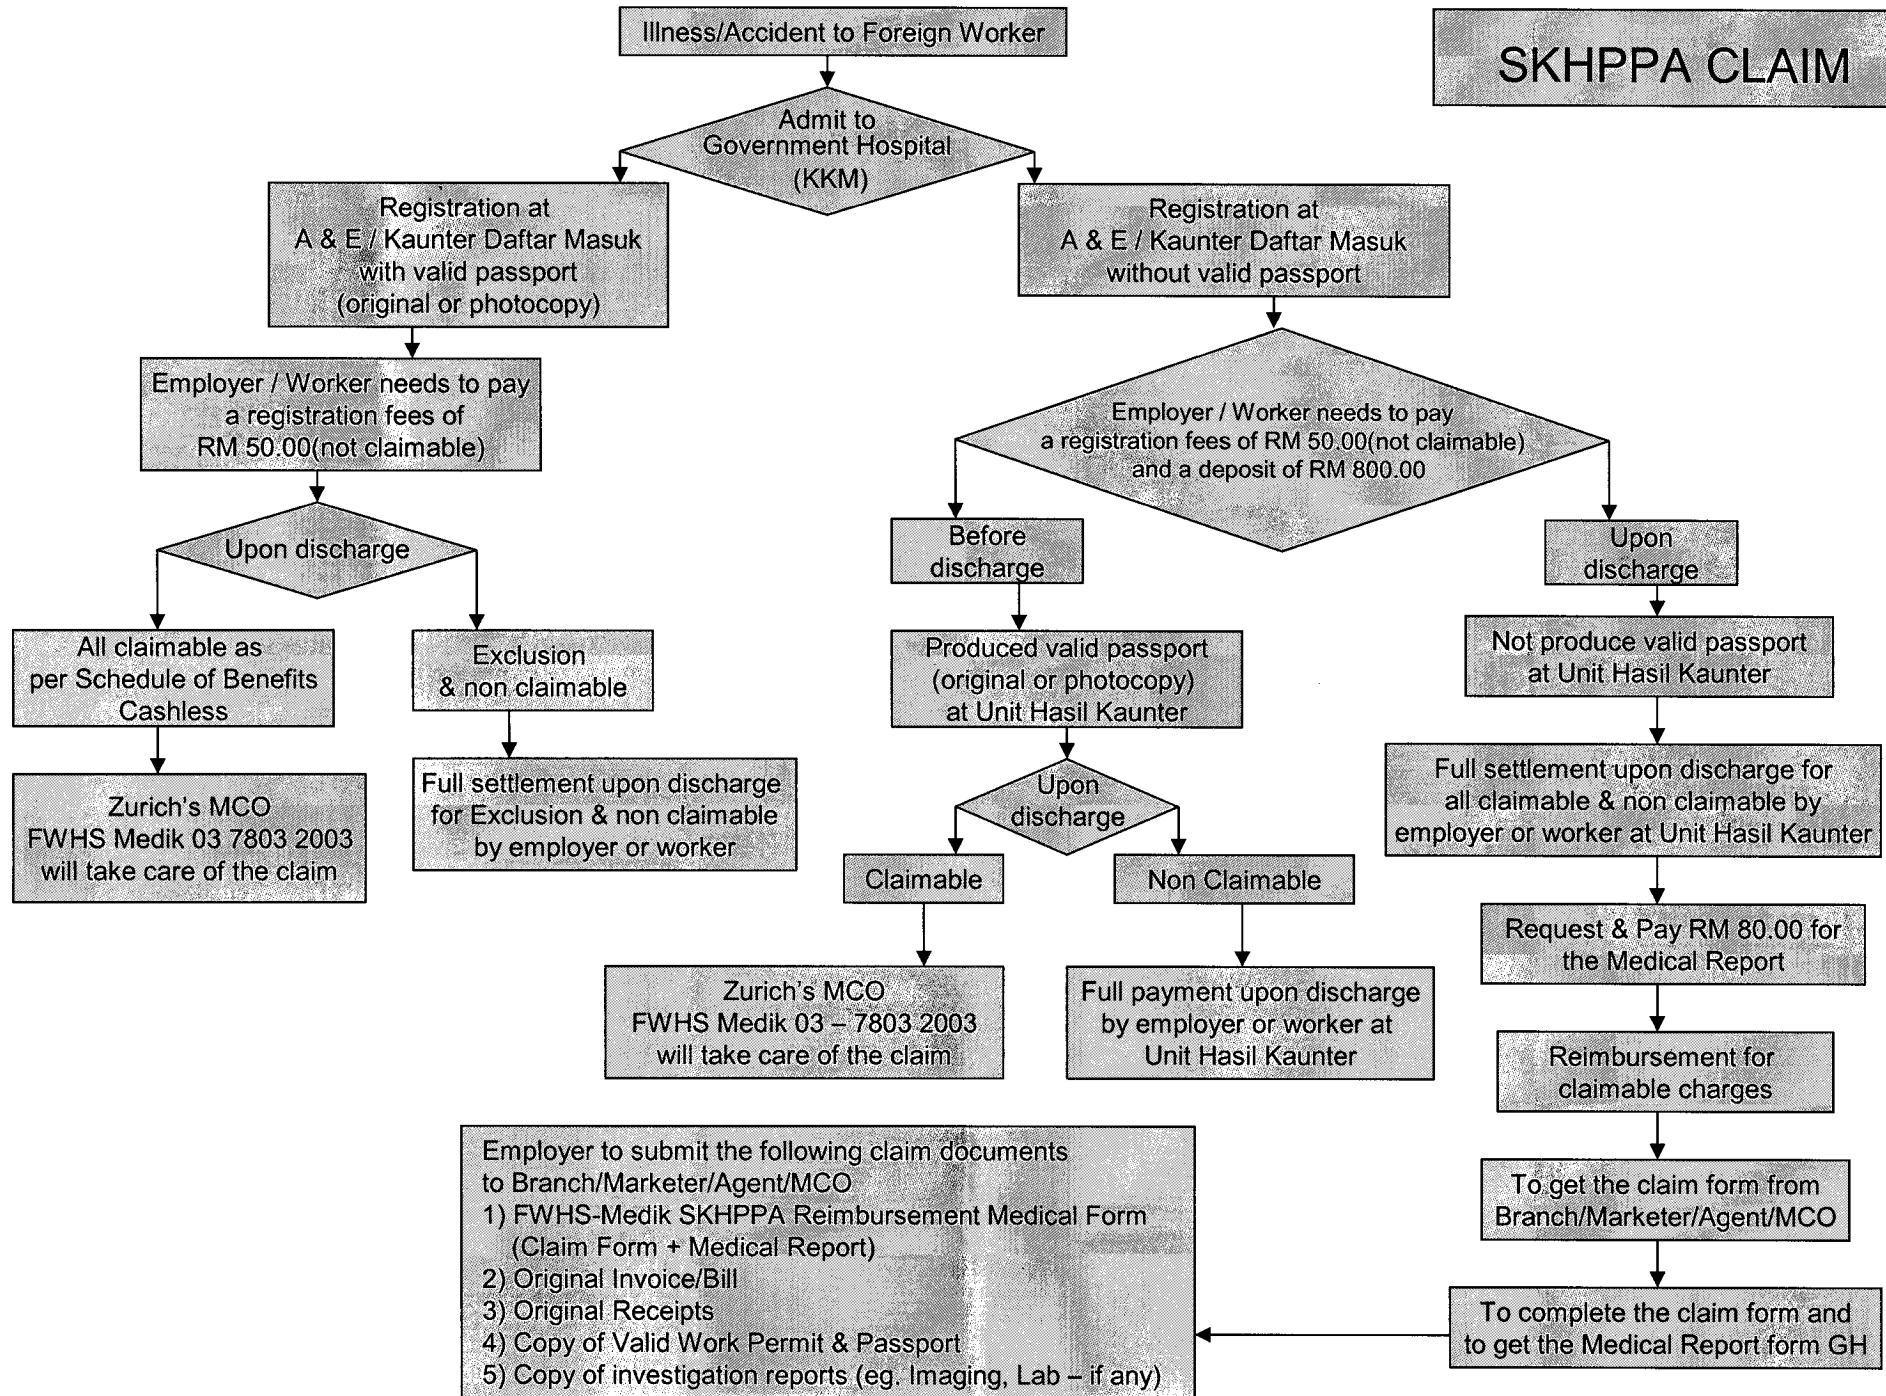 Illness/Accident to Foreign Worker
SKHPPA CLAIM
Admit to
Government Hospital
(KKM)
Registration at
A & E / Kaunter Daftar Masuk
with valid passport
(original or photocopy)
Registration at
A & E / Kaunter Daftar Masuk
without valid passport
Employer / Worker needs to pay
a registration fees of
RM 50.00(not claimable)
Employer / Worker needs to pay
a registration fees of RM 50.00(not claimable)
and a deposit of RM 800.00
Upon discharge
Before
discharge
Upon
discharge
All claimable as
per Schedule of Benefits
Cashless
Exclusion
& non claimable
Produced valid passport
(original or photocopy)
at Unit Hasil Kaunter
Not produce valid passport
at Unit Hasil Kaunter
Zurich's MCO
FWHS Medik 03 7803 2003
will take care of the claim
Full settlement upon discharge
for Exclusion & non claimable
by employer or worker
Upon
discharge
Full settlement upon discharge for
all claimable & non claimable by
employer or worker at Unit Hasil Kaunter
Claimable
Non Claimable
Request & Pay RM 80.00 for
the Medical Report
Zurich's MCO
FWHS Medik 03 – 7803 2003
will take care of the claim
Full payment upon discharge
by employer or worker at
Unit Hasil Kaunter
Reimbursement for
claimable charges
To get the claim form from
Branch/Marketer/Agent/MCO
To complete the claim form and
to get the Medical Report form GH
Employer to submit the following claim documents
to Branch/Marketer/Agent/MCO
1) FWHS-Medik SKHPPA Reimbursement Medical Form
(Claim Form + Medical Report)
2) Original Invoice/Bill
3) Original Receipts
4) Copy of Valid Work Permit & Passport
5) Copy of investigation reports (eg. Imaging, Lab – if any)